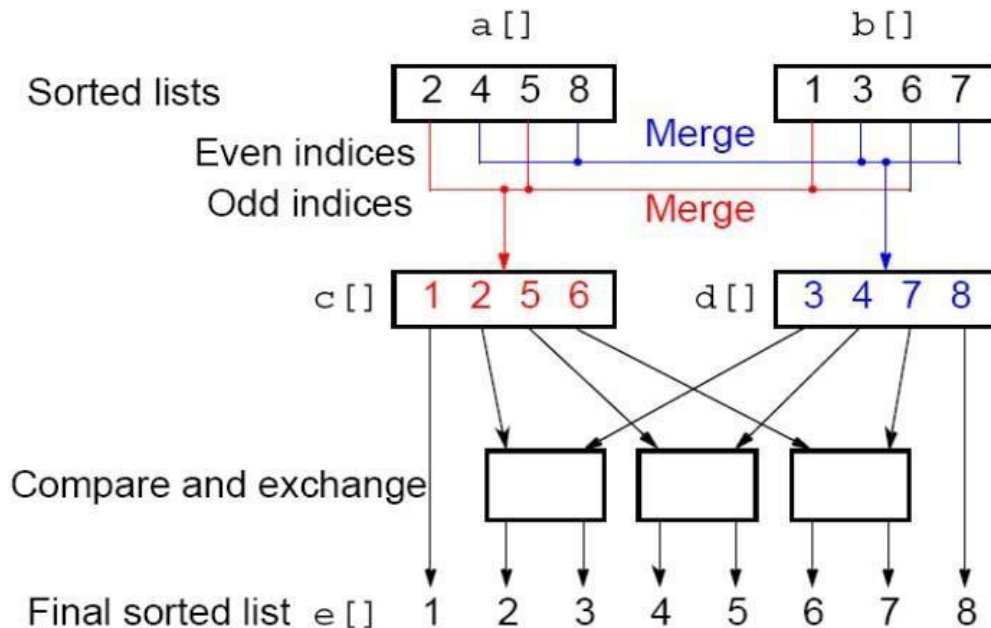 a[] b[]
Sorted lists 2 4 5 8 1 3 6 7
Merge
Even indices
Odd indices Merge
c[] 1 2 5 6 d[] 3 4 7 8
Compare and exchange
Final sorted list e[] 1 2 3 4 5 6 7 8